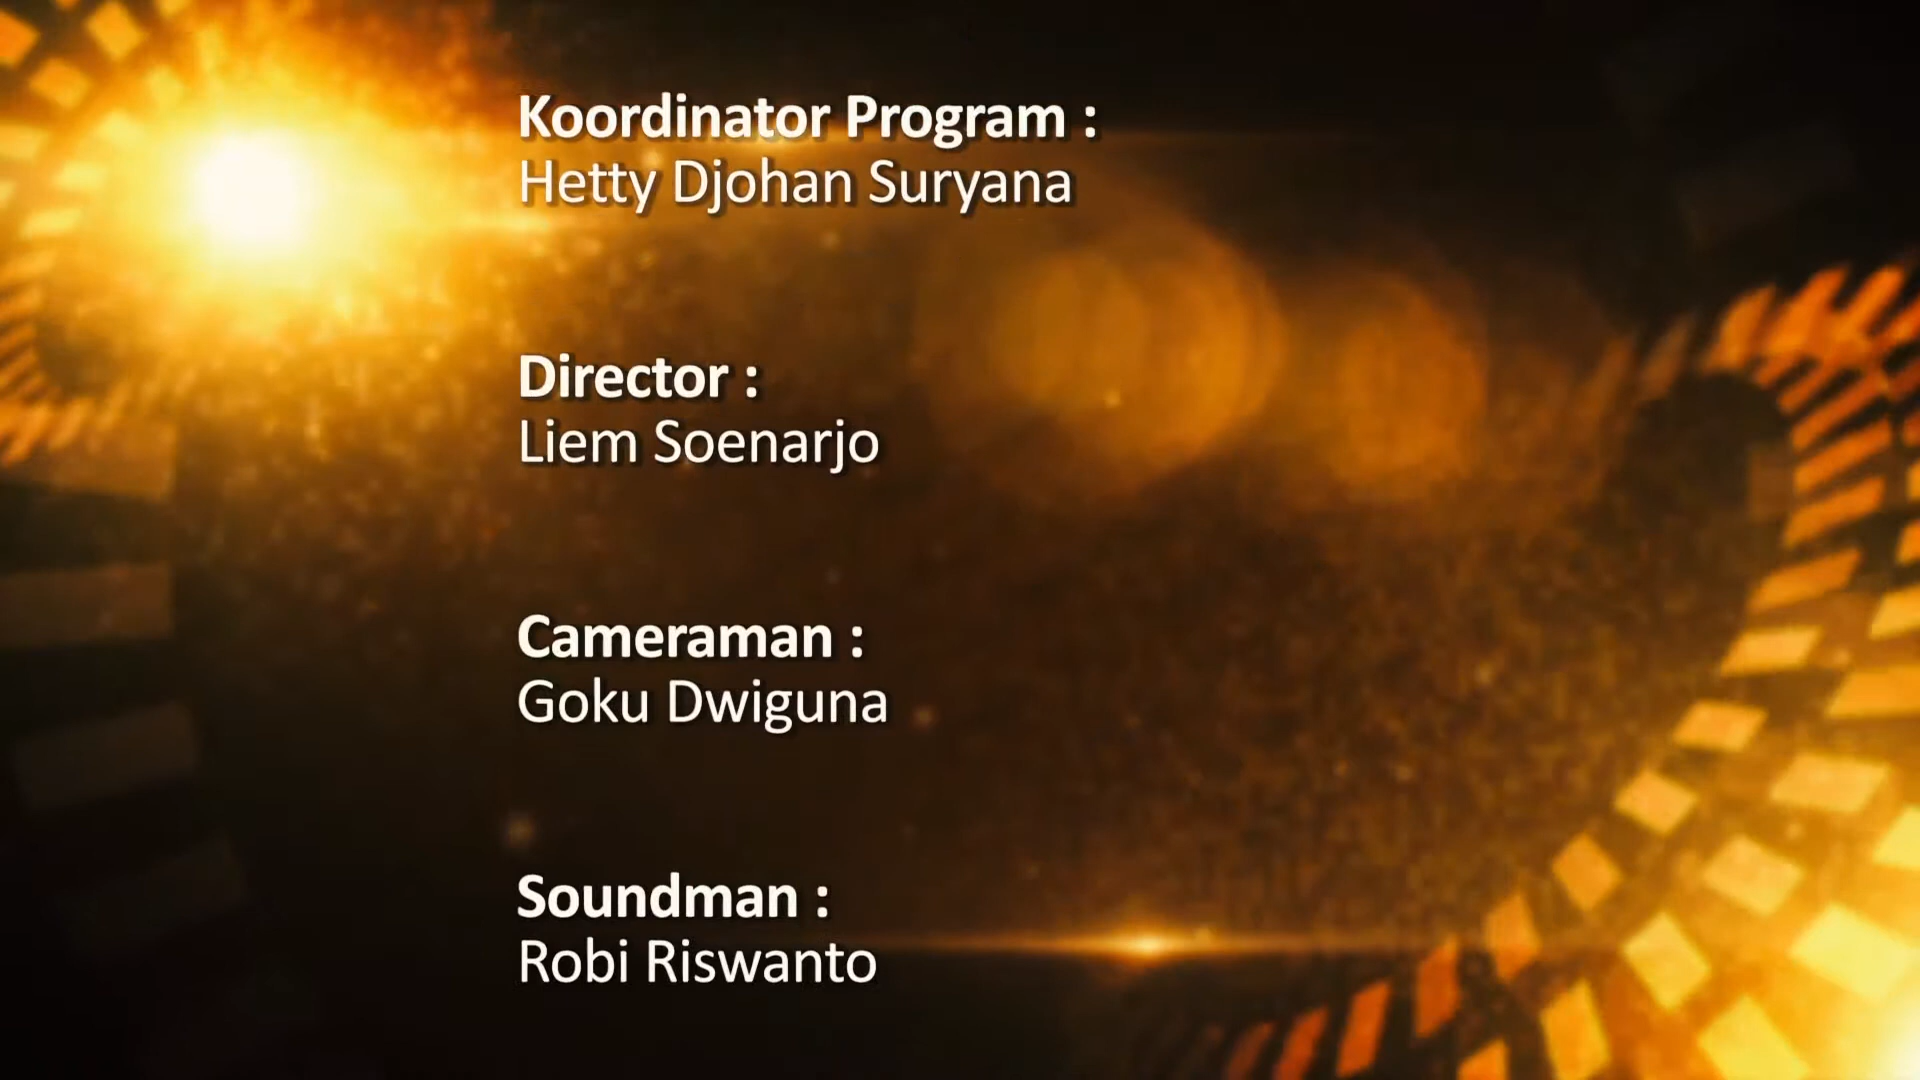 Koordinator Program :
Hetty Djohan Suryana
Director :
Liem Soenarjo
Cameraman :
Goku Dwiguna
Soundman :
Robi Riswanto